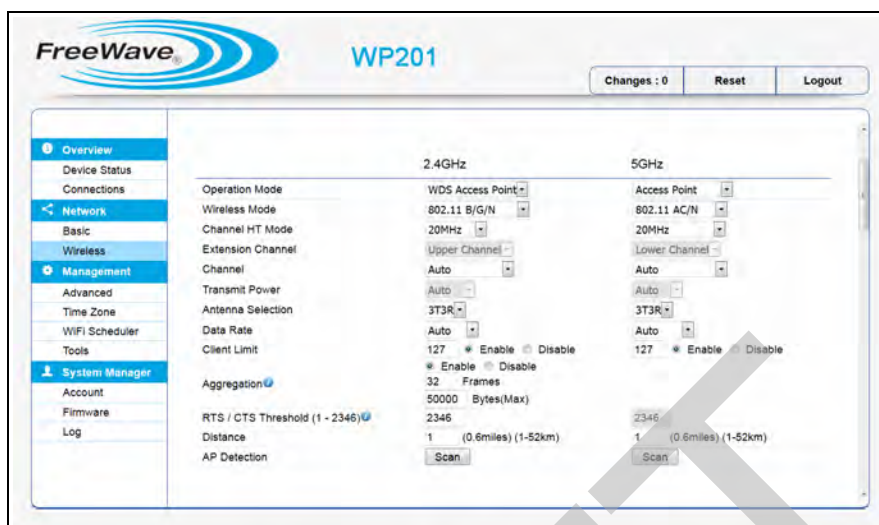 FreeWave®
WP201
Changes : 0 Reset Logout
Overview
Device Status
Connections
Network
Basic
Wireless
Management
Advanced
Time Zone
WiFi Scheduler
Tools
System Manager
Account
Firmware
Log
2.4GHz 5GHz
Operation Mode WDS Access Point Access Point
Wireless Mode 802.11 B/G/N 802.11 AC/N
Channel HT Mode 20MHz 20MHz
Extension Channel Upper Channel Lower Channel
Channel Auto Auto
Transmit Power Auto Auto
Antenna Selection 3T3R 3T3R
Data Rate Auto Auto
Client Limit 127 Enable Disable 127 Enable Disable
Enable Disable
Aggregation 32 Frames
50000 Bytes(Max)
RTS / CTS Threshold (1 - 2346) 2346 2346
Distance 1 (0.6miles) (1-52km) 1 (0.6miles) (1-52km)
AP Detection Scan Scan